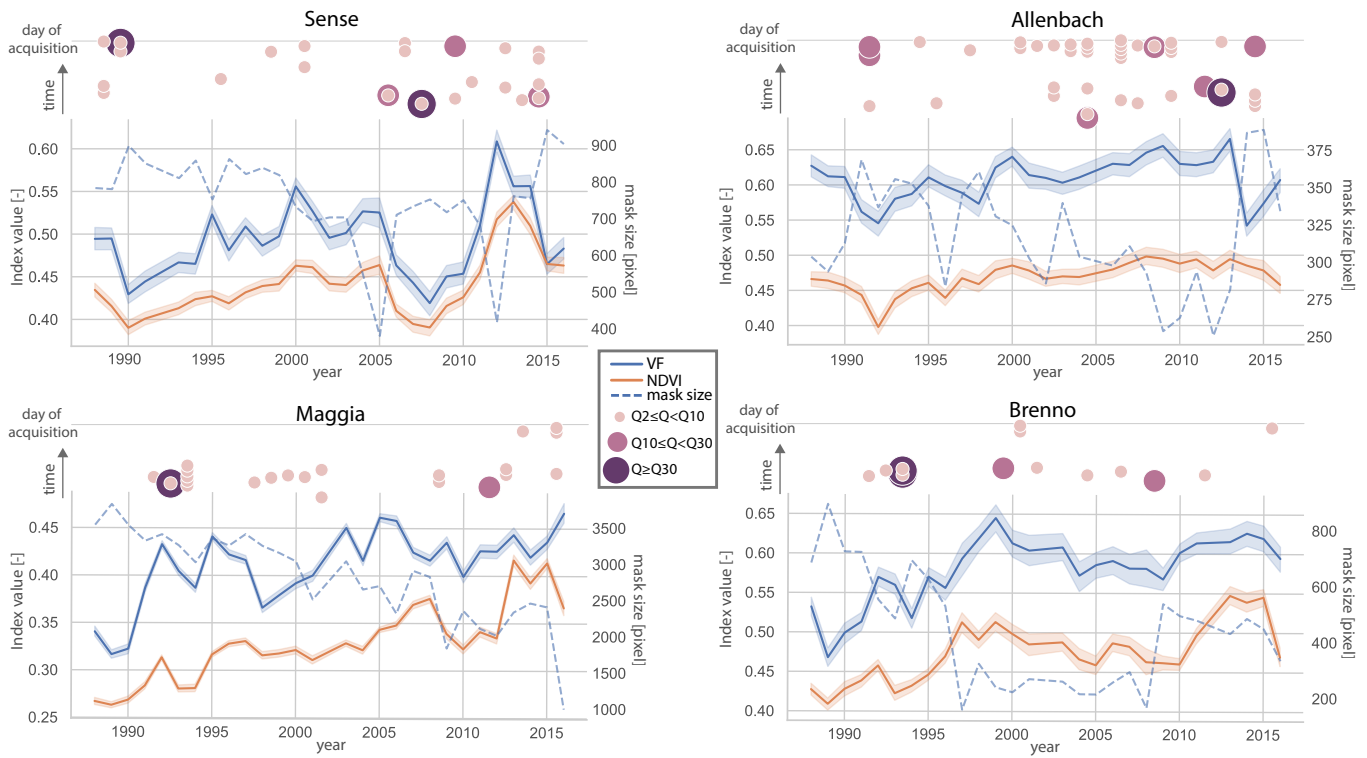 Sense
day of
acquisition
time
0.60
0.55
0.50
0.45
0.40
Index value [-]
900
800
700
600
500
400
mask size [pixel]
1990
1995
2000
2005
2010
2015
year
Allenbach
day of
acquisition
time
0.65
0.60
0.55
0.50
0.45
0.40
Index value [-]
375
350
325
300
275
250
mask size [pixel]
1990
1995
2000
2005
2010
2015
year
VF
NDVI
mask size
Q2≤Q<Q10
Q10≤Q<Q30
Q≥Q30
Maggia
day of
acquisition
time
0.45
0.40
0.35
0.30
0.25
Index value [-]
3500
3000
2500
2000
1500
1000
mask size [pixel]
1990
1995
2000
2005
2010
2015
year
Brenno
day of
acquisition
time
0.65
0.60
0.55
0.50
0.45
0.40
Index value [-]
800
700
600
500
400
300
200
mask size [pixel]
1990
1995
2000
2005
2010
2015
year